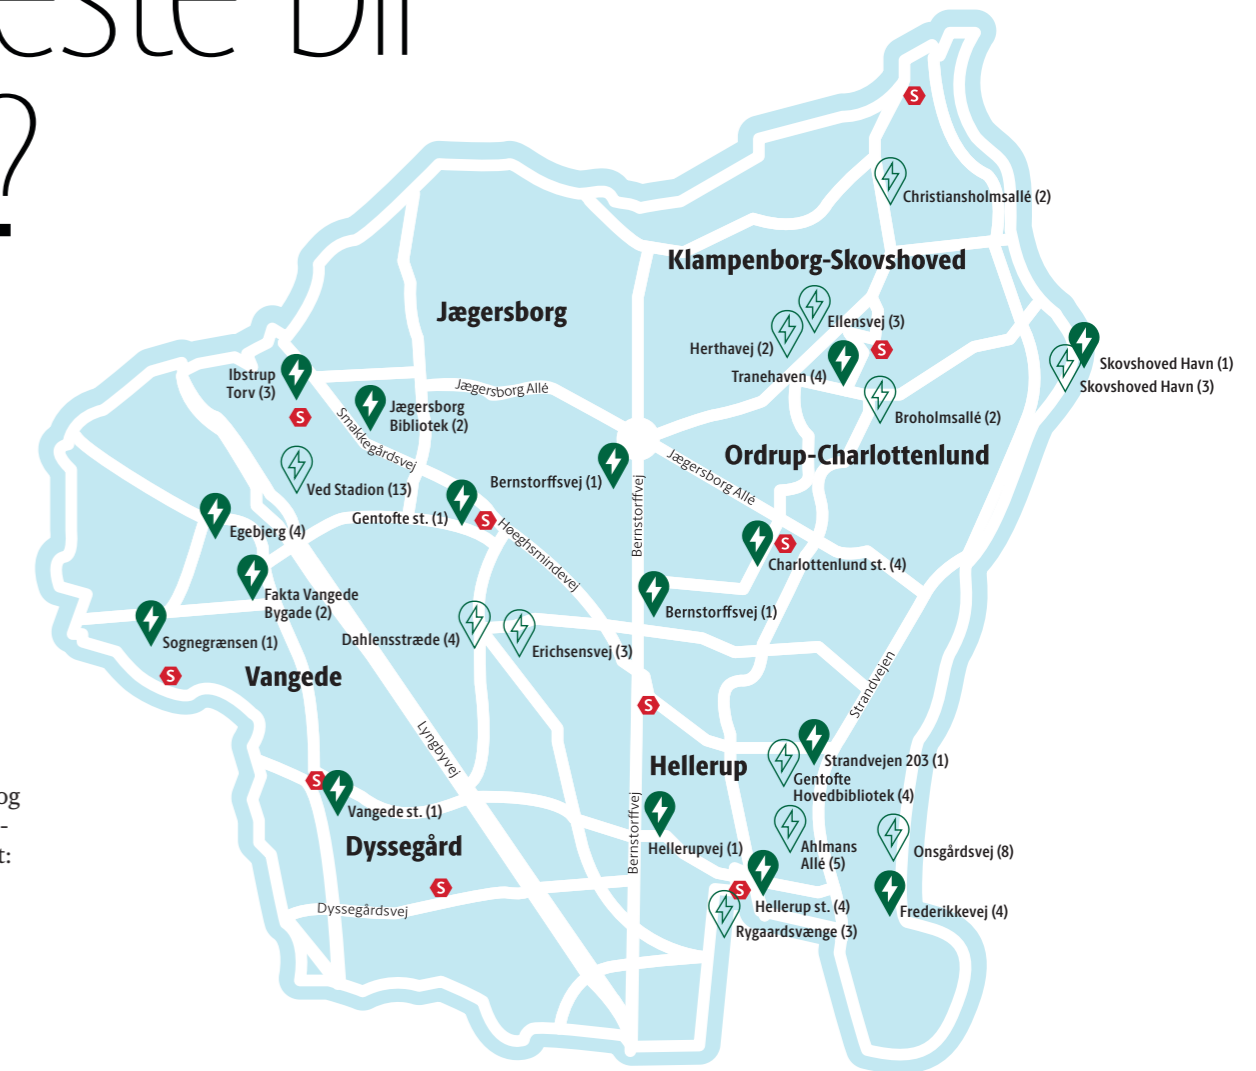 este bil
?
og
-
t:
S
Christiansholmsallé (2)
Klampenborg-Skovshoved
Jægersborg
Ellensvej (3)
Herthavej (2)
S
Tranehaven (4)
Skovshoved Havn (1)
Skovshoved Havn (3)
Ibstrup
Torv (3)
S
Jægersborg
Bibliotek (2)
Jægersborg Allé
Smakkegårdsvej
Broholmsallé (2)
Ordrup-Charlottenlund
Jægersborg Allé
Bernstorffsvej (1)
Bernstorffvej
Ved Stadion (13)
Gentofte st. (1)
S
Høeghsmindevej
Egebjerg (4)
S
Charlottenlund st. (4)
Fakta Vangede
Bygade (2)
Bernstorffsvej (1)
Sognegrænsen (1)
Dahlensstræde (4)
Erichsensvej (3)
S
Vangede
S
Strandvejen
Lyngbyvej
Hellerup
Strandvejen 203 (1)
Gentofte
Hovedbibliotek (4)
S
Vangede st. (1)
Bernstorffvej
Dyssegård
Hellerupvej (1)
Ahlmans
Allé (5)
Onsgårdsvej (8)
S
S
Hellerup st. (4)
Frederikkevej (4)
Dyssegårdsvej
Rygaardsvænge (3)